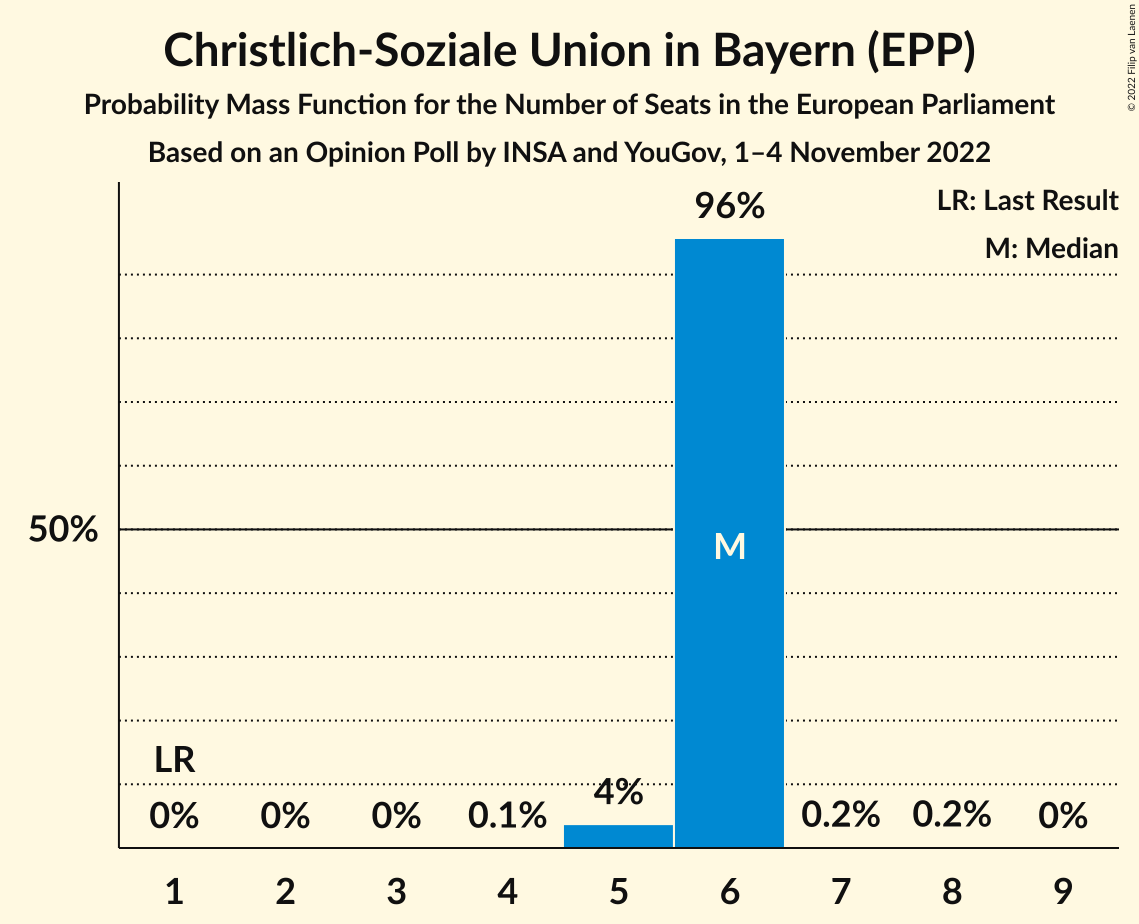 Christlich-Soziale Union in Bayern (EPP)
Probability Mass Function for the Number of Seats in the European Parliament
Based on an Opinion Poll by INSA and YouGov, 1–4 November 2022
© 2022 Filip van Laenen
LR: Last Result
M: Median
96%
50%
M
LR
0%
0%
0%
0.1%
4%
0.2%
0.2%
0%
1 2 3 4 5 6 7 8 9